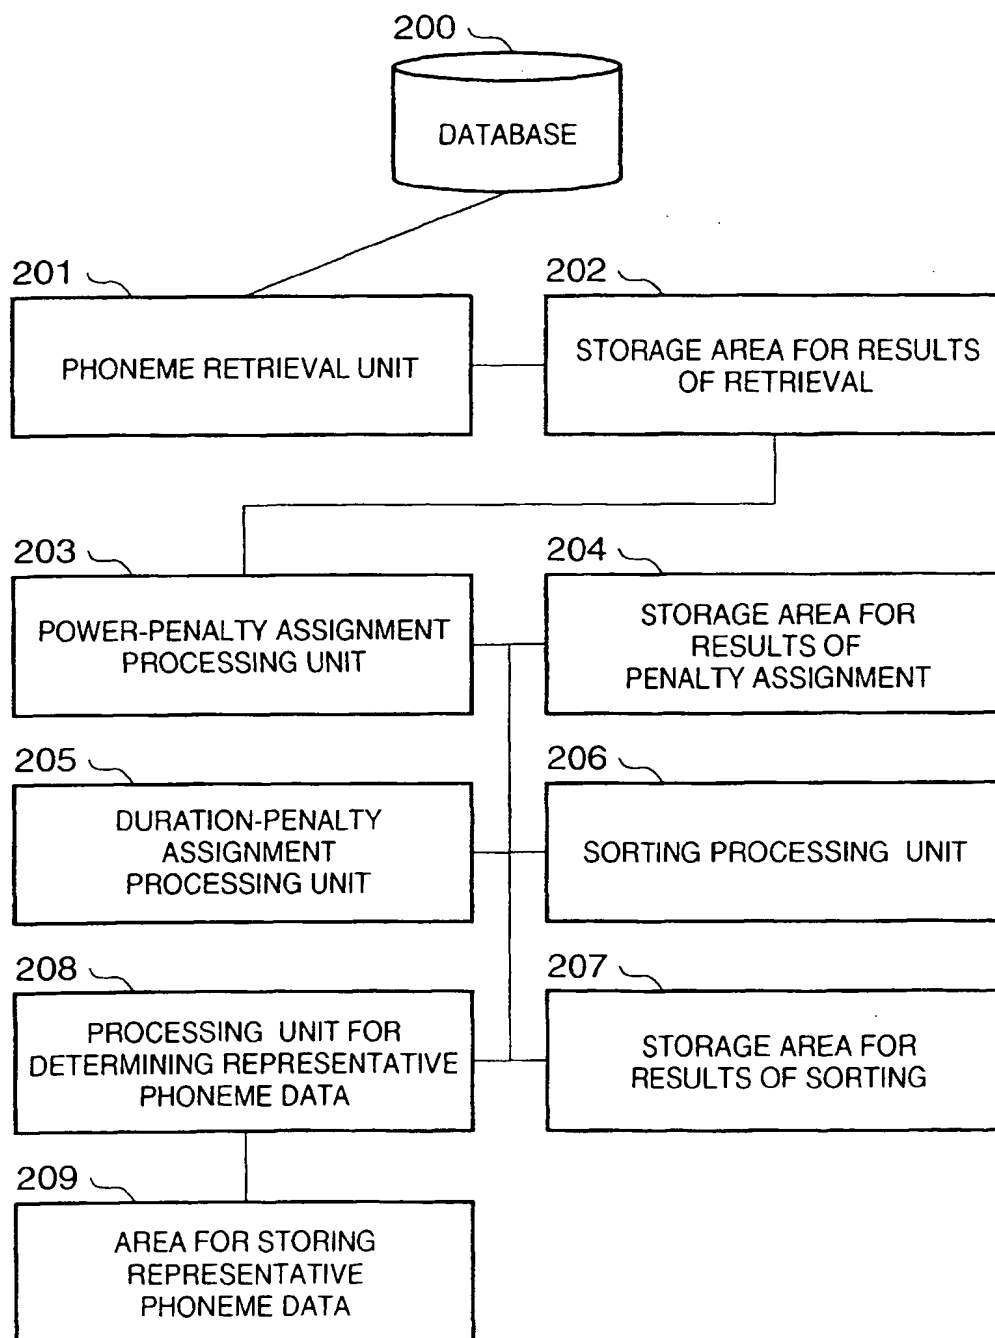 200
DATABASE
201
PHONEME RETRIEVAL UNIT
202
STORAGE AREA FOR RESULTS
OF RETRIEVAL
203
POWER-PENALTY ASSIGNMENT
PROCESSING UNIT
204
STORAGE AREA FOR
RESULTS OF
PENALTY ASSIGNMENT
205
DURATION-PENALTY
ASSIGNMENT
PROCESSING UNIT
206
SORTING PROCESSING UNIT
208
PROCESSING UNIT FOR
DETERMINING REPRESENTATIVE
PHONEME DATA
207
STORAGE AREA FOR
RESULTS OF SORTING
209
AREA FOR STORING
REPRESENTATIVE
PHONEME DATA